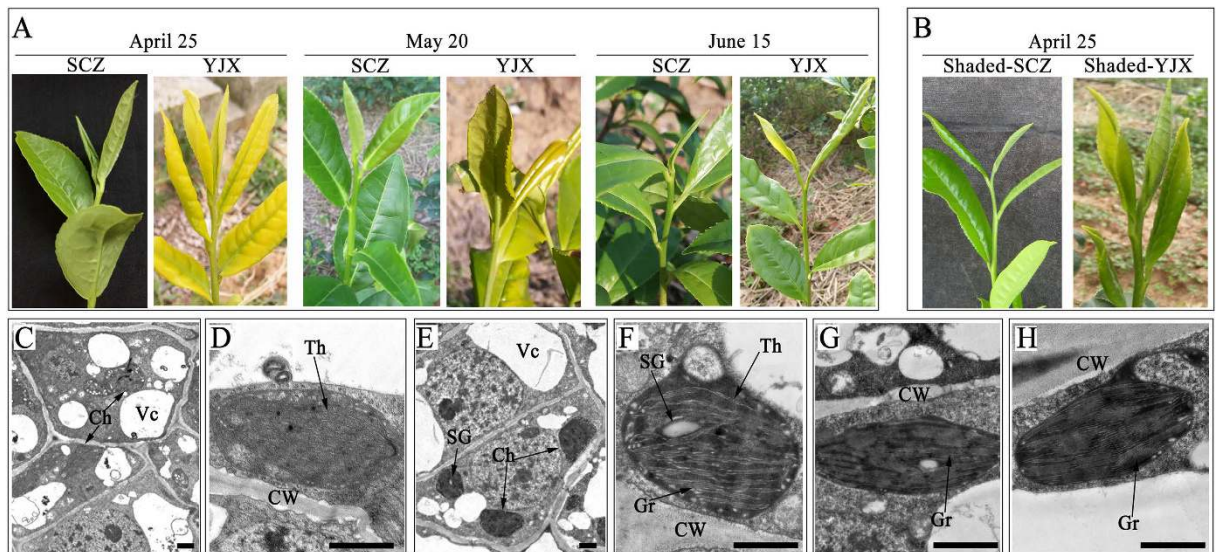 A
April 25 May 20 June 15
SCZ YJX SCZ YJX SCZ YJX
B
April 25
Shaded-SCZ Shaded-YJX
C
Ch
Vc
D
Th
CW
E
Vc
SG
Ch
F
SG
Th
Gr
CW
G
CW
Gr
H
CW
Gr